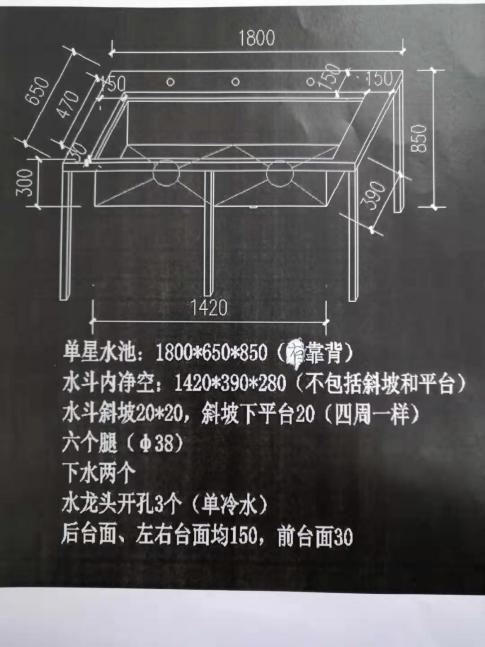 1800
650
470
150
150
150
30
300
850
390
1420
单星水池：1800*650*850（有靠背）
水斗内净空：1420*390*280（不包括斜坡和平台）
水斗斜坡20*20，斜坡下平台20（四周一样）
六个腿（Φ38）
下水两个
水龙头开孔3个（单冷水）
后台面、左右台面均150，前台面30